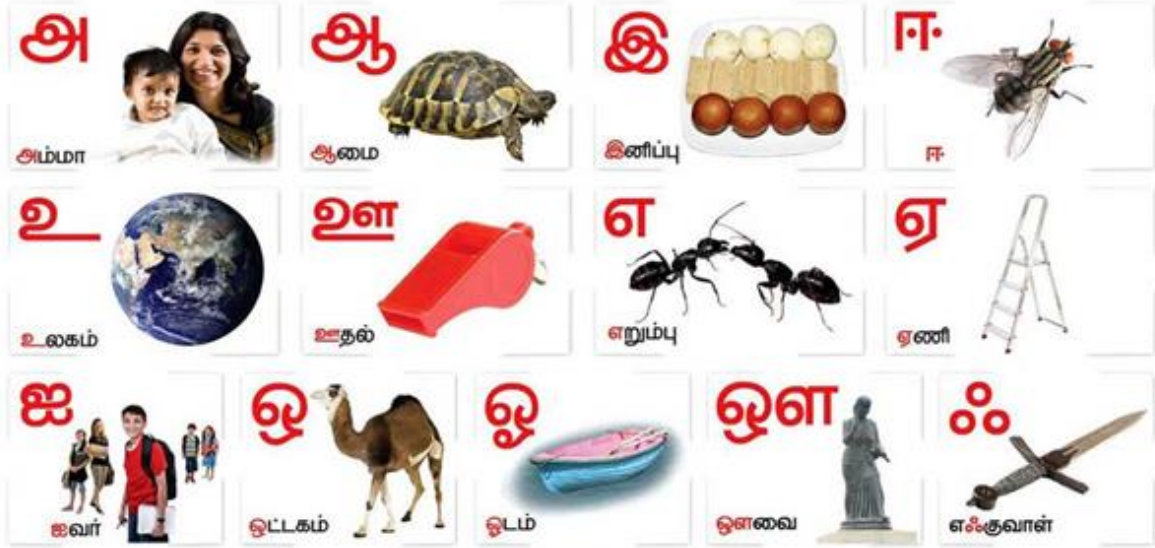 அ
அம்மா
ஆ
ஆமை
இ
இனிப்பு
ஈ
ஈ
உ
உலகம்
ஊ
ஊதல்
எ
எறும்பு
ஏ
ஏணி
ஐ
ஐவர்
ஒ
ஒட்டகம்
ஓ
ஓடம்
ஔ
ஔவை
ஃ
எஃகுவாள்